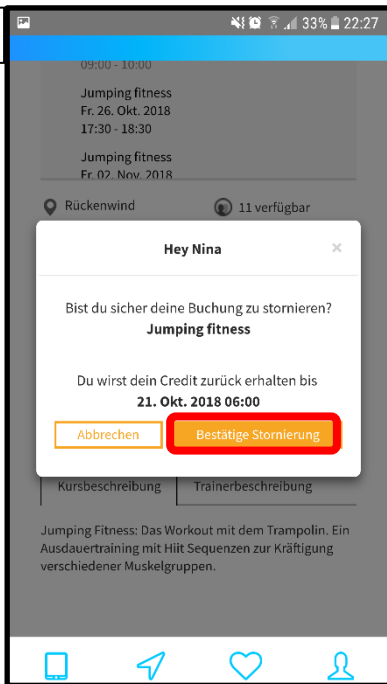 33% 22:27
09:00 - 10:00
Jumping fitness
Fr. 26. Okt. 2018
17:30 - 18:30
Jumping fitness
Fr. 02. Nov. 2018
Rückenwind
11 verfügbar
Hey Nina ×
Bist du sicher deine Buchung zu stornieren?
Jumping fitness
Du wirst dein Credit zurück erhalten bis
21. Okt. 2018 06:00
Abbrechen
Bestätige Stornierung
Kursbeschreibung
Trainerbeschreibung
Jumping Fitness: Das Workout mit dem Trampolin. Ein
Ausdauertraining mit Hiit Sequenzen zur Kräftigung
verschiedener Muskelgruppen.